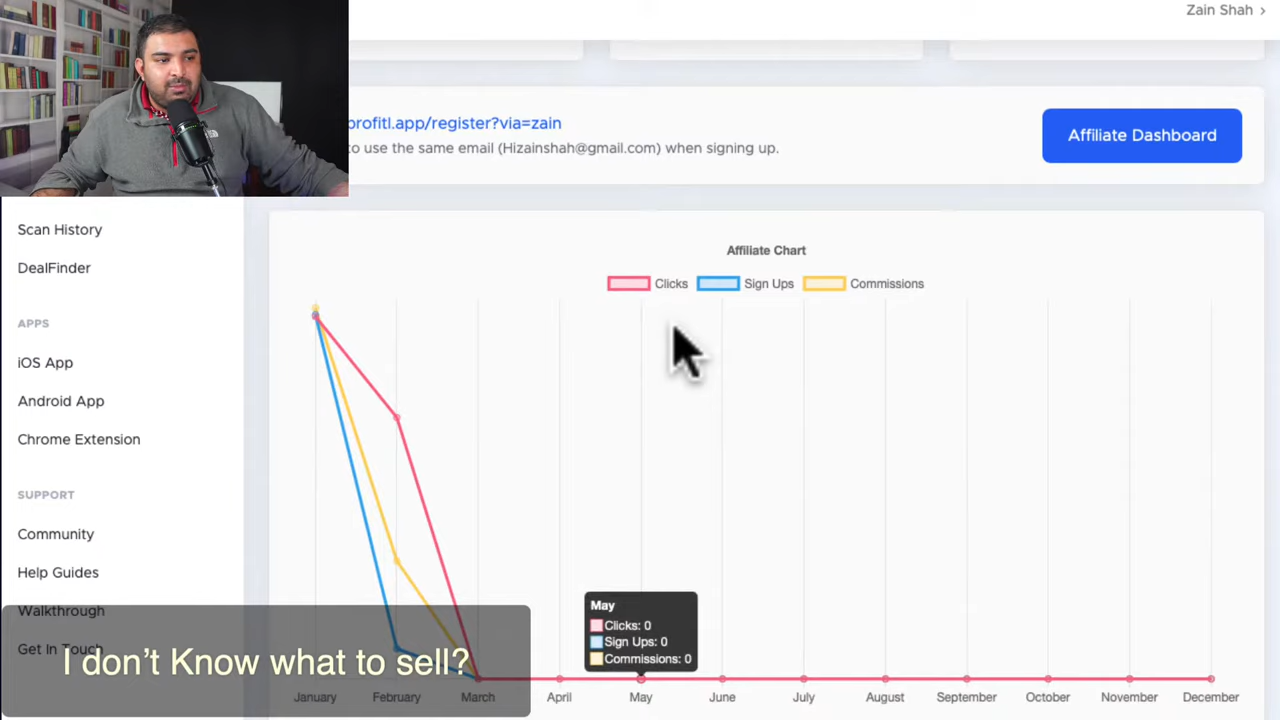 Zain Shah >
profitl.app/register?via=zain
to use the same email (Hizainshah@gmail.com) when signing up.
Affiliate Dashboard
Scan History
DealFinder
APPS
iOS App
Android App
Chrome Extension
SUPPORT
Community
Help Guides
Walkthrough
Get In Touch
Affiliate Chart
Clicks
Sign Ups
Commissions
May
Clicks: 0
Sign Ups: 0
Commissions: 0
January February March April May June July August September October November December
I don't Know what to sell?